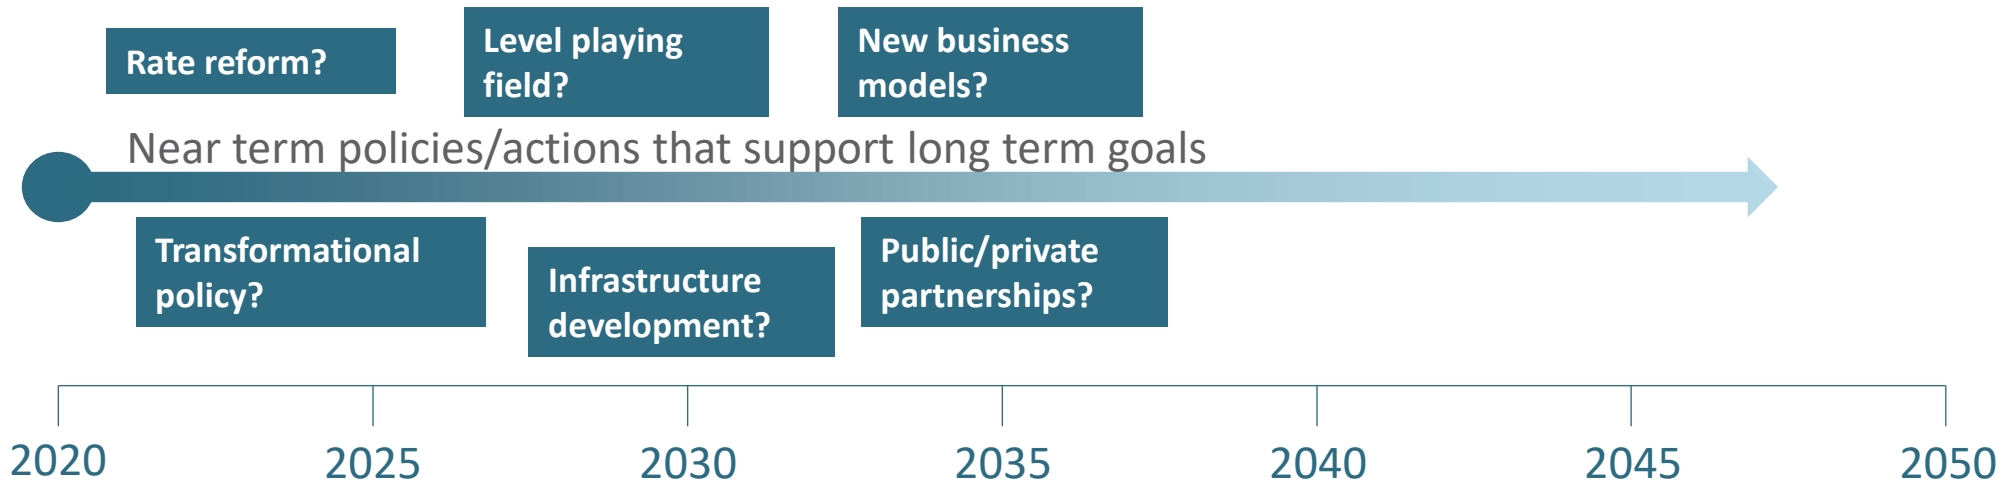 Rate reform?
Level playing
field?
New business
models?
Near term policies/actions that support long term goals
Transformational
policy?
Infrastructure
development?
Public/private
partnerships?
2020
2025
2030
2035
2040
2045
2050